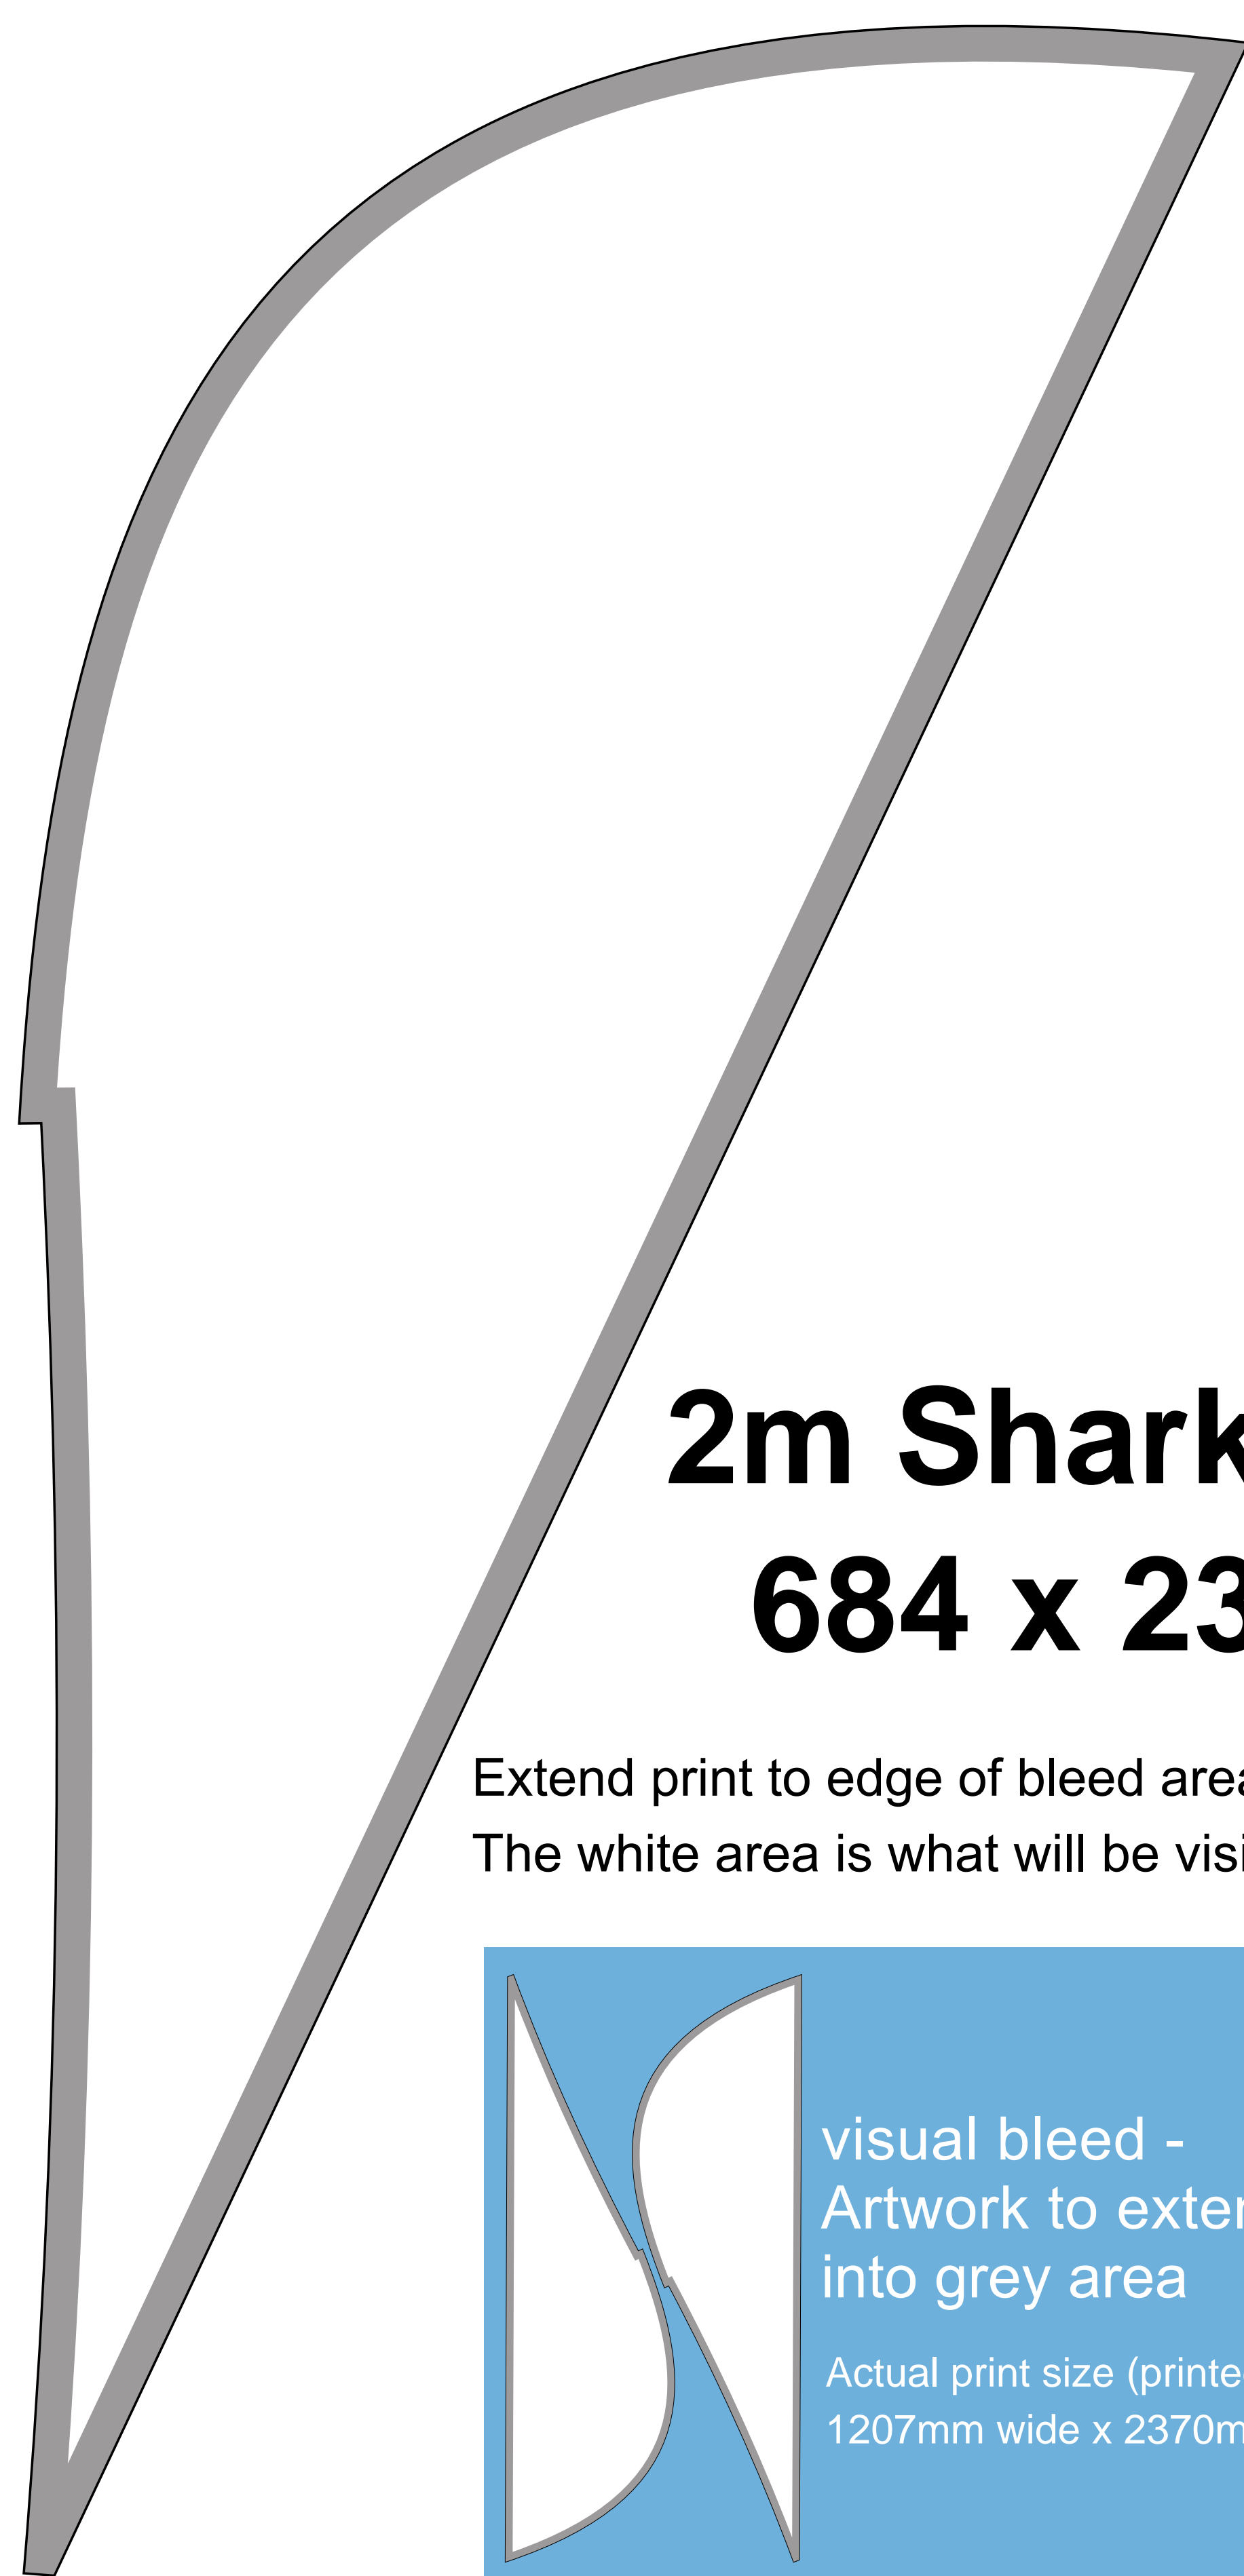 2m Shark
684 x 23
Extend print to edge of bleed area
The white area is what will be visi
visual bleed -
Artwork to exter
into grey area
Actual print size (printe
1207mm wide x 2370m